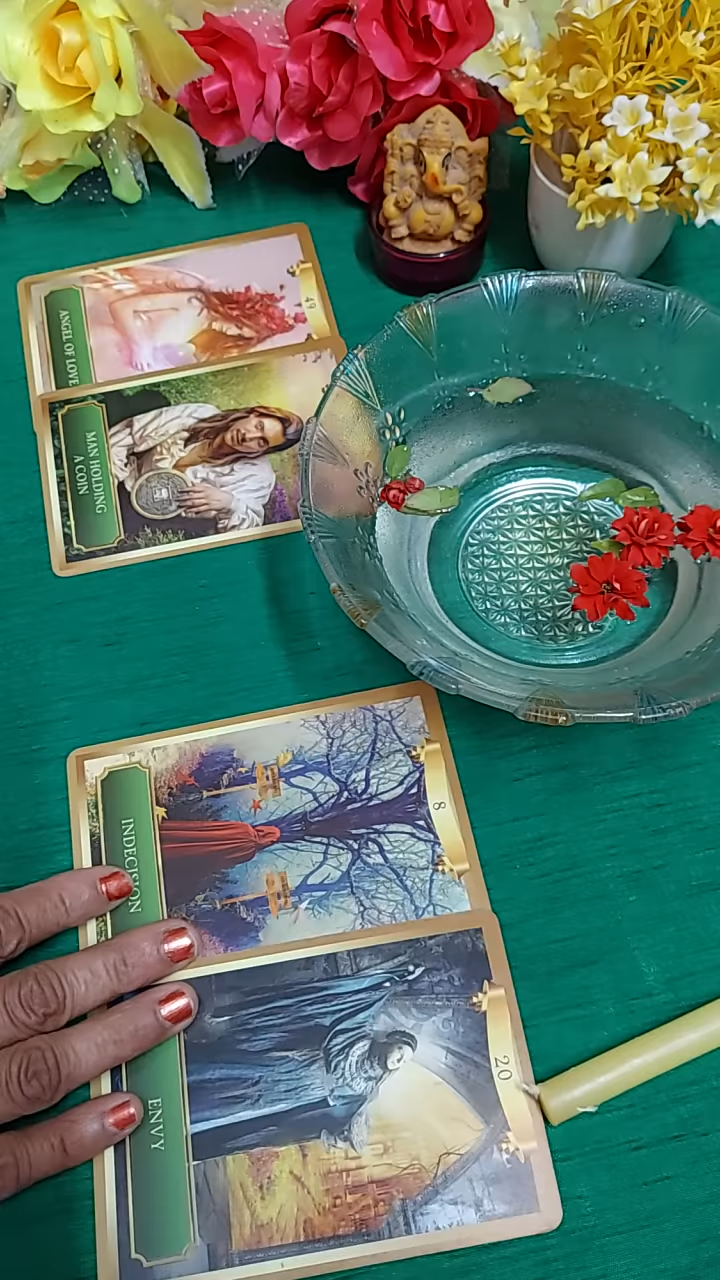 49
ANGEL OF LOVE
MAN HOLDING
A COIN
8
INDECISION
20
ENVY